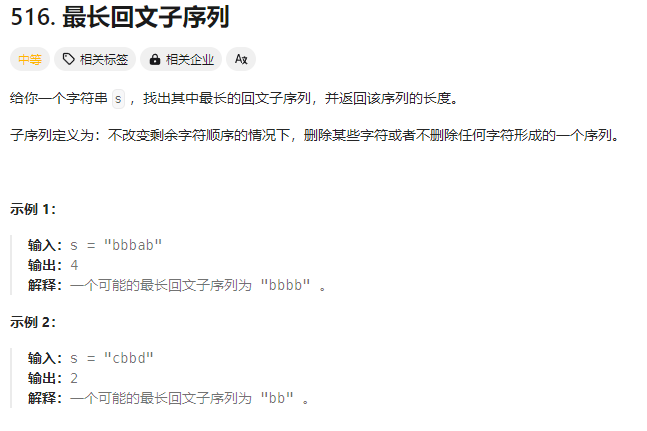 516. 最长回文子序列
中等 相关标签 相关企业 Aあ
给你一个字符串 s ，找出其中最长的回文子序列，并返回该序列的长度。
子序列定义为：不改变剩余字符顺序的情况下，删除某些字符或者不删除任何字符形成的一个序列。
示例 1：
输入：s = "bbbab"
输出：4
解释：一个可能的最长回文子序列为 "bbbb" 。
示例 2：
输入：s = "cbbd"
输出：2
解释：一个可能的最长回文子序列为 "bb" 。